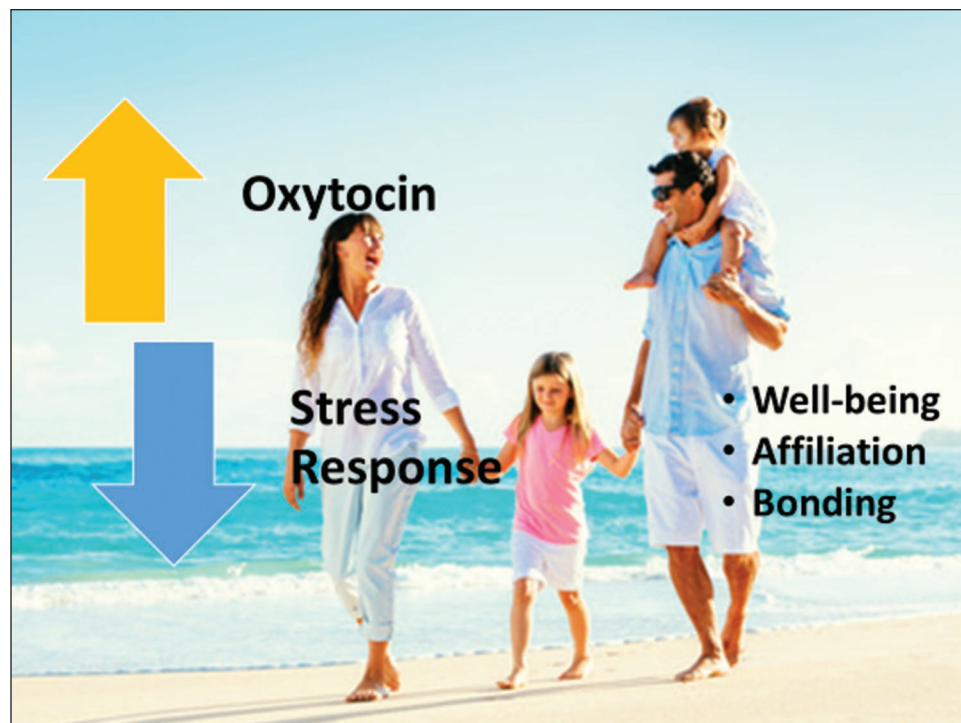 Oxytocin
Stress
Response
• Well-being
• Affiliation
• Bonding